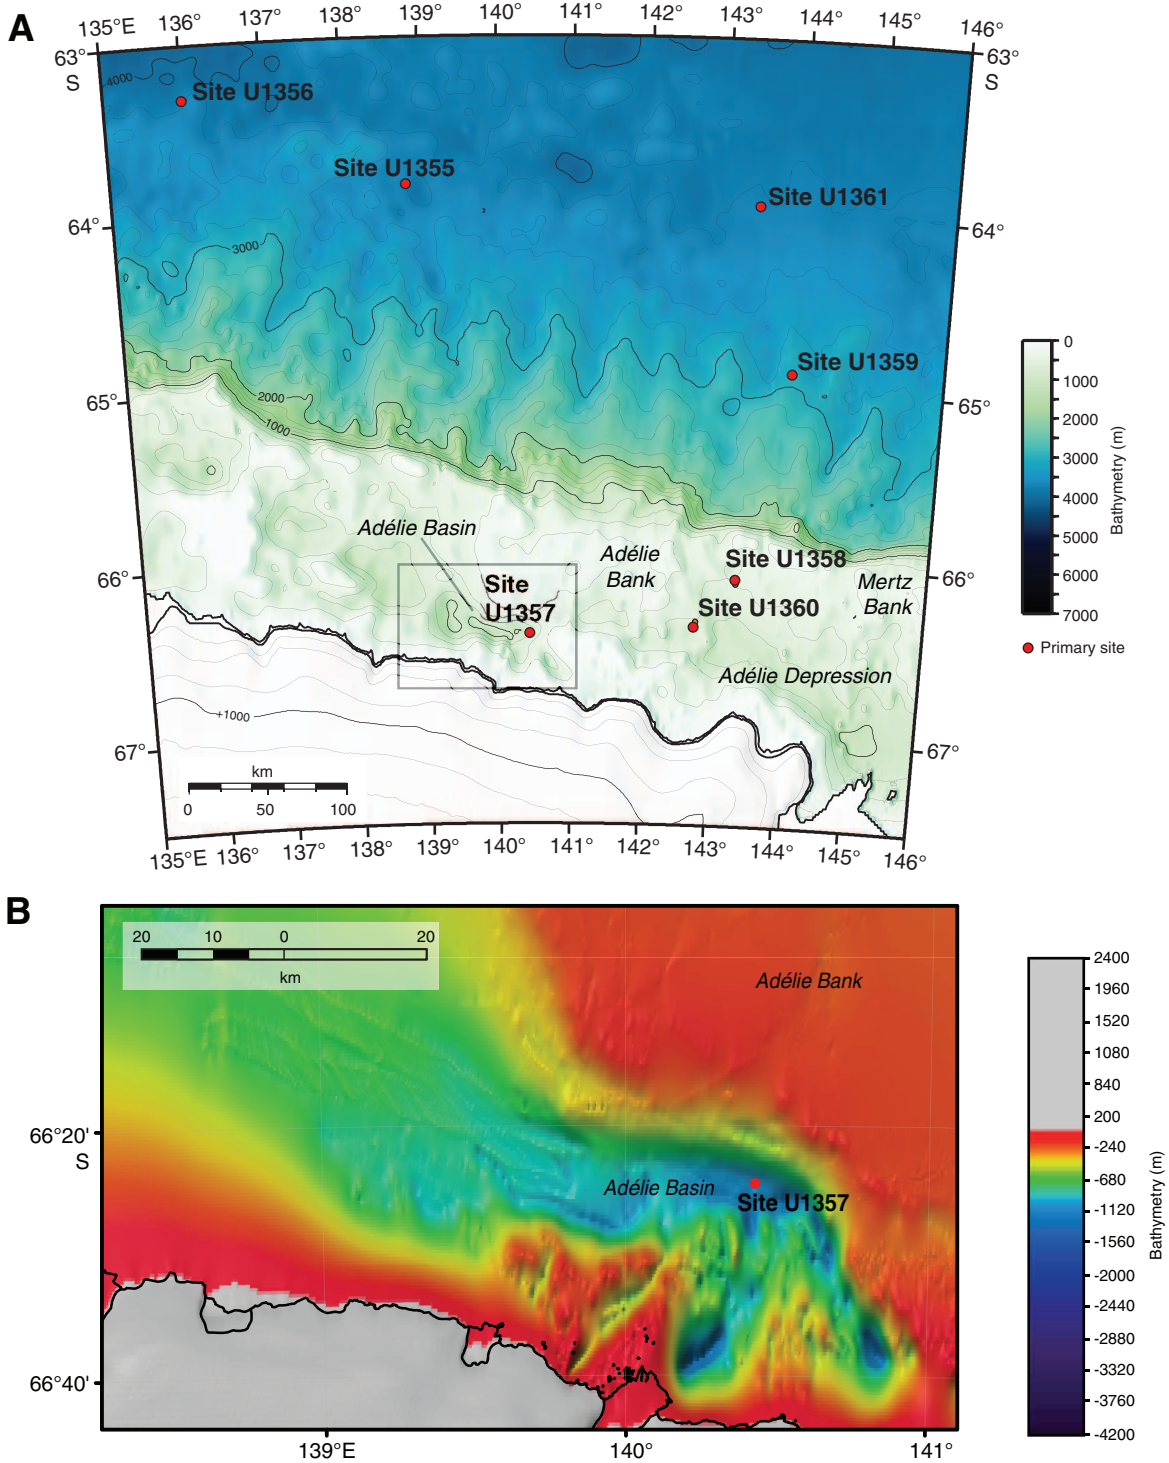 A
135°E 136° 137° 138° 139° 140° 141° 142° 143° 144° 145° 146°
63°
S
63°
S
4000
Site U1356
Site U1355
Site U1361
64°
64°
3000
Site U1359
65°
65°
2000
1000
Adélie Basin
Adélie
Bank
Site U1358
Site
U1357
66°
66°
Mertz
Bank
Site U1360
Adélie Depression
+1000
67°
67°
km
0 50 100
135°E 136° 137° 138° 139° 140° 141° 142° 143° 144° 145° 146°
0
1000
2000
3000
4000
5000
6000
7000
Bathymetry (m)
Primary site
B
20 10 0 20
km
Adélie Bank
66°20'
S
Adélie Basin
Site U1357
66°40'
139°E 140° 141°
2400
1960
1520
1080
840
200
-240
-680
-1120
-1560
-2000
-2440
-2880
-3320
-3760
-4200
Bathymetry (m)